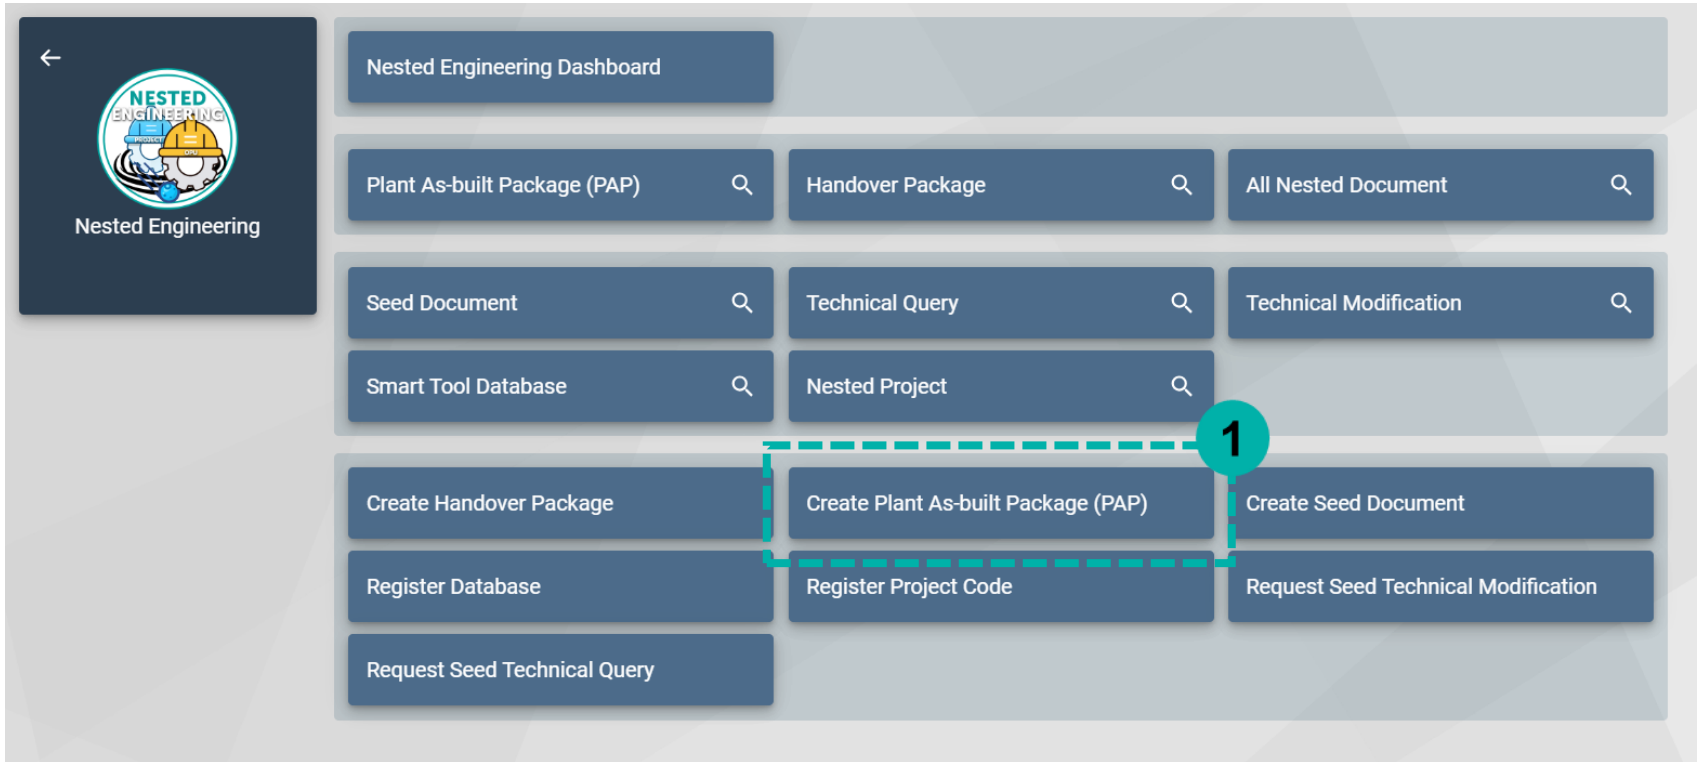 NESTED
ENGINEERING
PROJECT
OPS
Nested Engineering
Nested Engineering Dashboard
Plant As-built Package (PAP)
Handover Package
All Nested Document
Seed Document
Technical Query
Technical Modification
Smart Tool Database
Nested Project
1
Create Handover Package
Create Plant As-built Package (PAP)
Create Seed Document
Register Database
Register Project Code
Request Seed Technical Modification
Request Seed Technical Query